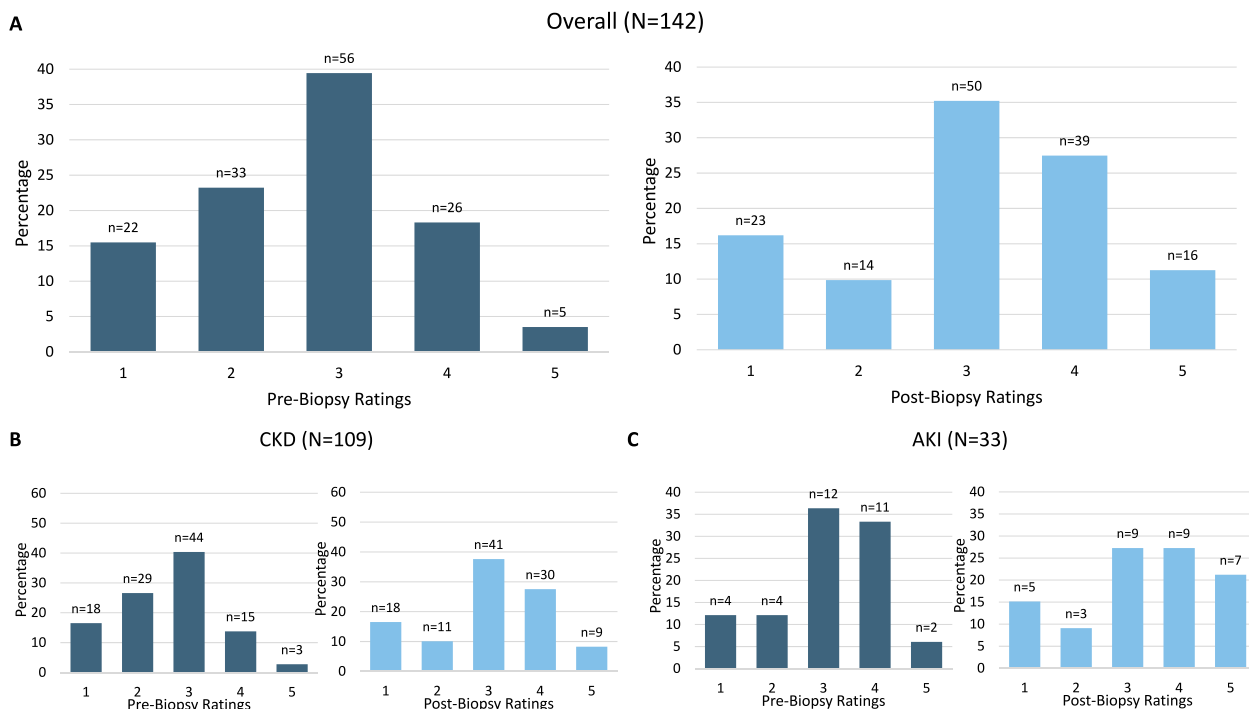 A
Overall (N=142)
Percentage
40
35
30
25
20
15
10
5
0
n=22
n=33
n=56
n=26
n=5
1 2 3 4 5
Pre-Biopsy Ratings
Percentage
40
35
30
25
20
15
10
5
0
n=23
n=14
n=50
n=39
n=16
1 2 3 4 5
Post-Biopsy Ratings
B
CKD (N=109)
Percentage
60
50
40
30
20
10
0
n=18
n=29
n=44
n=15
n=3
1 2 3 4 5
Pre-Biopsy Ratings
Percentage
60
50
40
30
20
10
0
n=18
n=11
n=41
n=30
n=9
1 2 3 4 5
Post-Biopsy Ratings
C
AKI (N=33)
Percentage
40
35
30
25
20
15
10
5
0
n=4
n=4
n=12
n=11
n=2
1 2 3 4 5
Pre-Biopsy Ratings
Percentage
40
35
30
25
20
15
10
5
0
n=5
n=3
n=9
n=9
n=7
1 2 3 4 5
Post-Biopsy Ratings